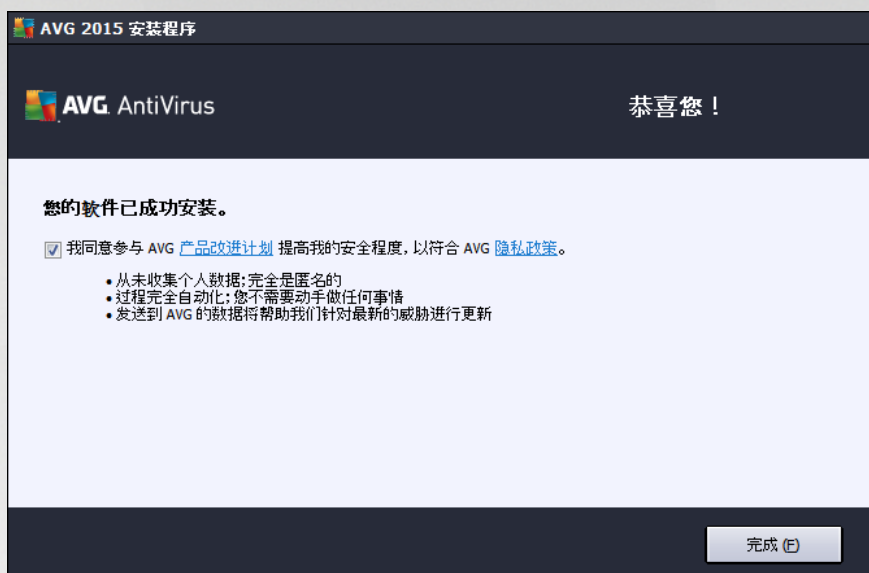 AVG 2015 安装程序
AVG. AntiVirus
恭喜您！
您的软件已成功安装。
我同意参与 AVG 产品改进计划 提高我的安全程度, 以符合 AVG 隐私政策。
• 从未收集个人数据;完全是匿名的
• 过程完全自动化;您不需要动手做任何事情
• 发送到 AVG 的数据将帮助我们针对最新的威胁进行更新
完成 (F)